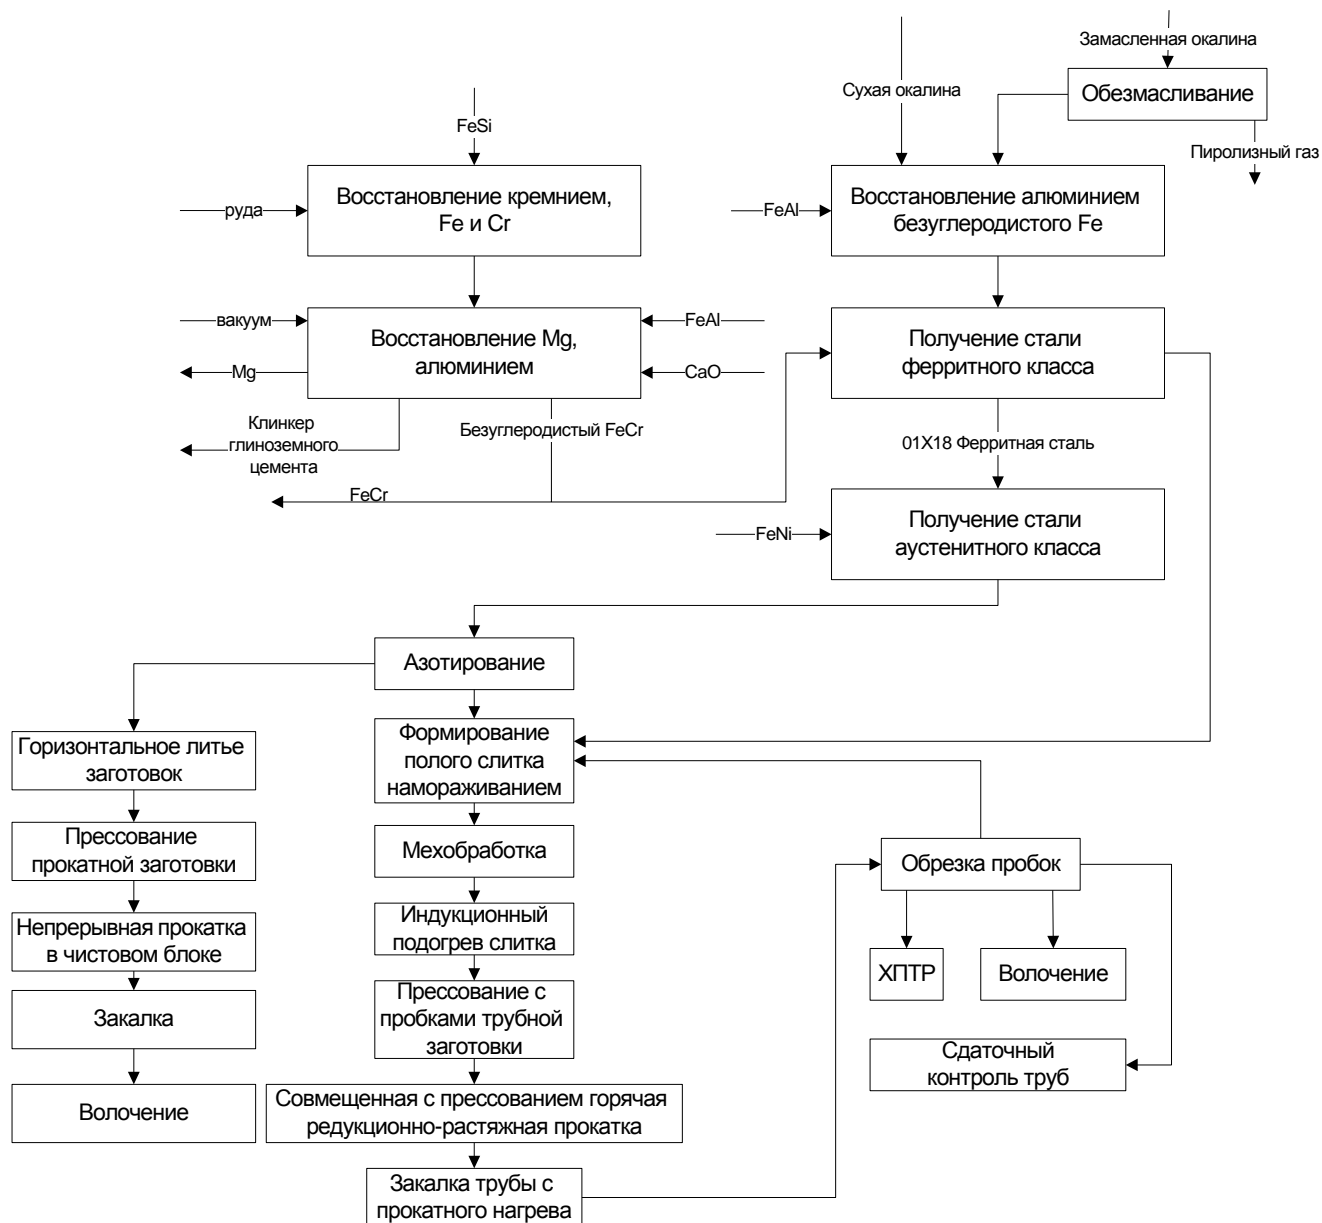 Замасленная окалина
Сухая окалина
Обезмасливание
FeSi
Пиролизный газ
Восстановление кремнием,
Fe и Cr
руда
Восстановление алюминием
безуглеродистого Fe
FeAl
вакуум
Восстановление Mg,
алюминием
FeAl
Mg
CaO
Получение стали
ферритного класса
Клинкер
глиноземного
цемента
Безуглеродистый FeCr
01Х18 Ферритная сталь
FeCr
FeNi
Получение стали
аустенитного класса
Азотирование
Горизонтальное литье
заготовок
Формирование
полого слитка
намораживанием
Прессование
прокатной заготовки
Мехобработка
Обрезка пробок
Непрерывная прокатка
в чистовом блоке
Индукционный
подогрев слитка
ХПТР
Волочение
Закалка
Прессование с
пробками трубной
заготовки
Сдаточный
контроль труб
Волочение
Совмещенная с прессованием горячая
редукционно-растяжная прокатка
Закалка трубы с
прокатного нагрева